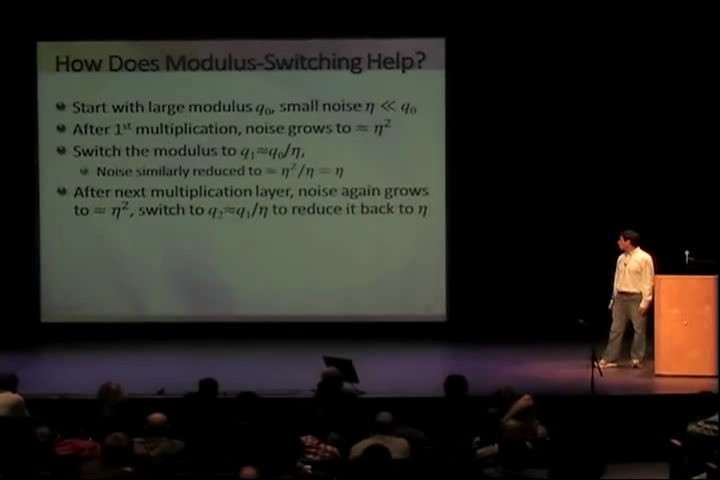 How Does Modulus-Switching Help?
Start with large modulus q₀, small noise η ≪ q₀
After 1ˢᵗ multiplication, noise grows to ≈ η²
Switch the modulus to q₁≈q₀/η,
Noise similarly reduced to ≈ η²/η = η
After next multiplication layer, noise again grows
to ≈ η², switch to q₂≈q₁/η to reduce it back to η